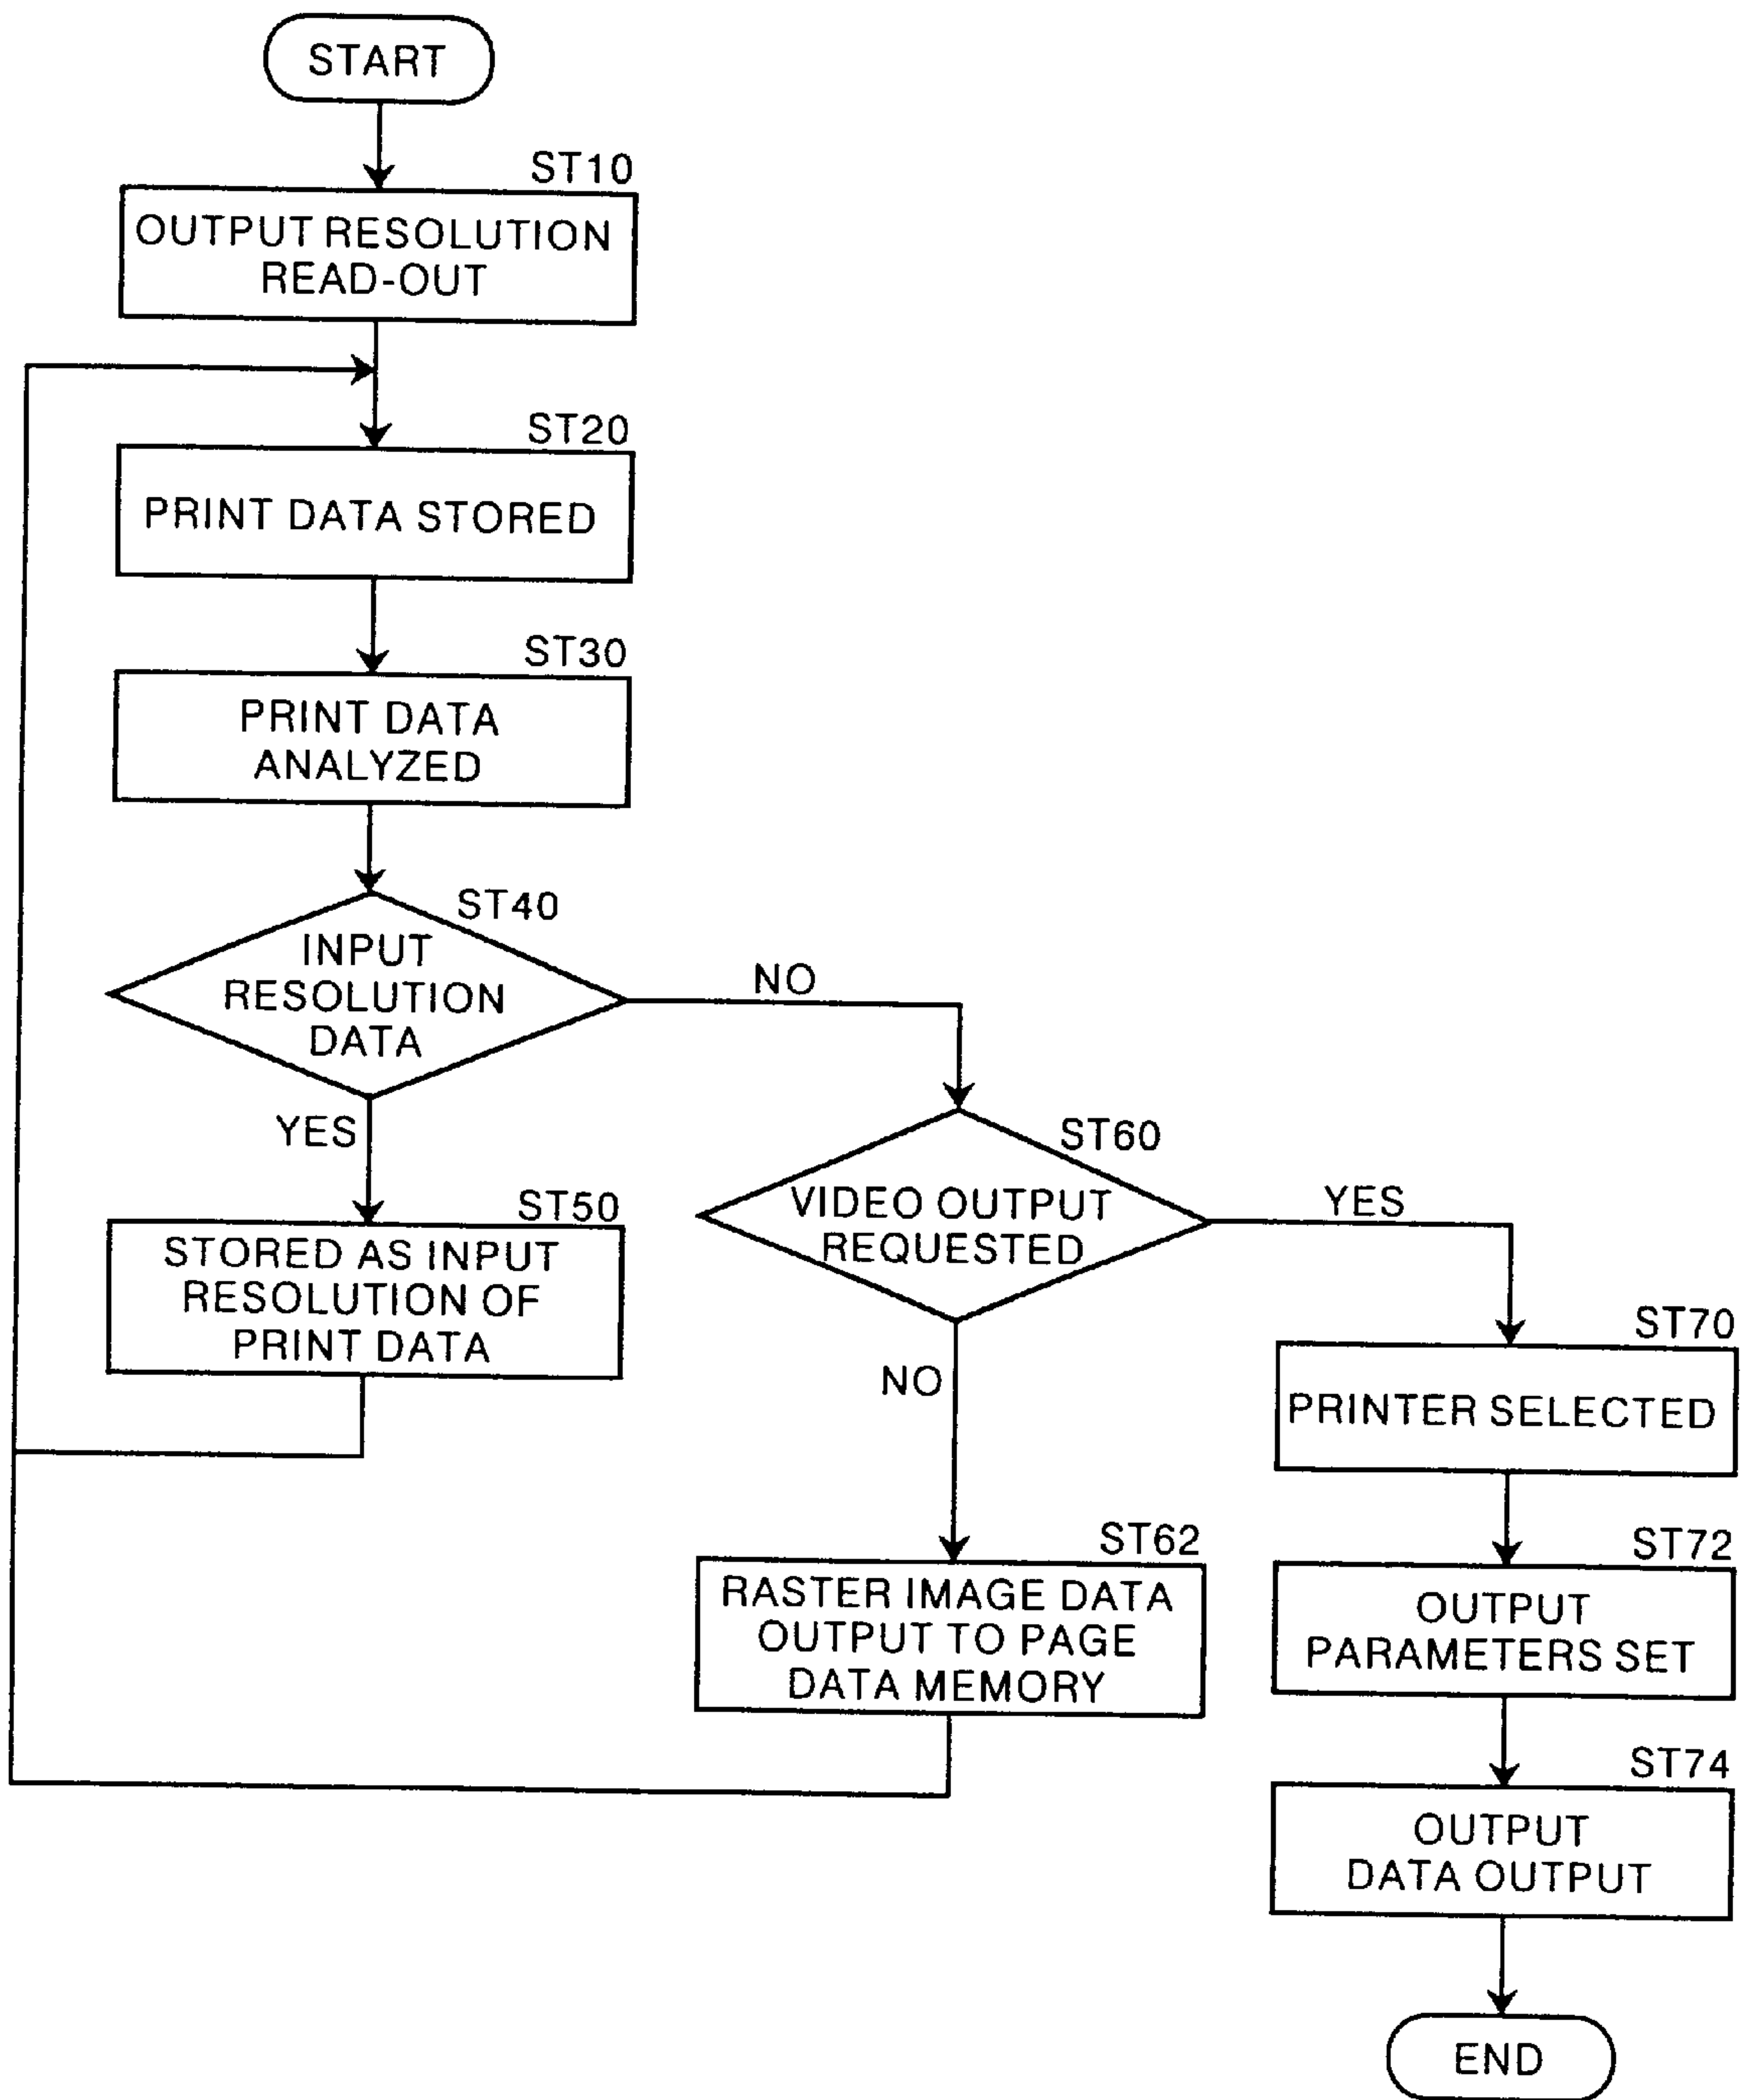 START
ST10
OUTPUT RESOLUTION
READ-OUT
ST20
PRINT DATA STORED
ST30
PRINT DATA
ANALYZED
ST40
INPUT
RESOLUTION
DATA
NO
YES
ST50
STORED AS INPUT
RESOLUTION OF
PRINT DATA
ST60
VIDEO OUTPUT
REQUESTED
YES
NO
ST62
RASTER IMAGE DATA
OUTPUT TO PAGE
DATA MEMORY
ST70
PRINTER SELECTED
ST72
OUTPUT
PARAMETERS SET
ST74
OUTPUT
DATA OUTPUT
END